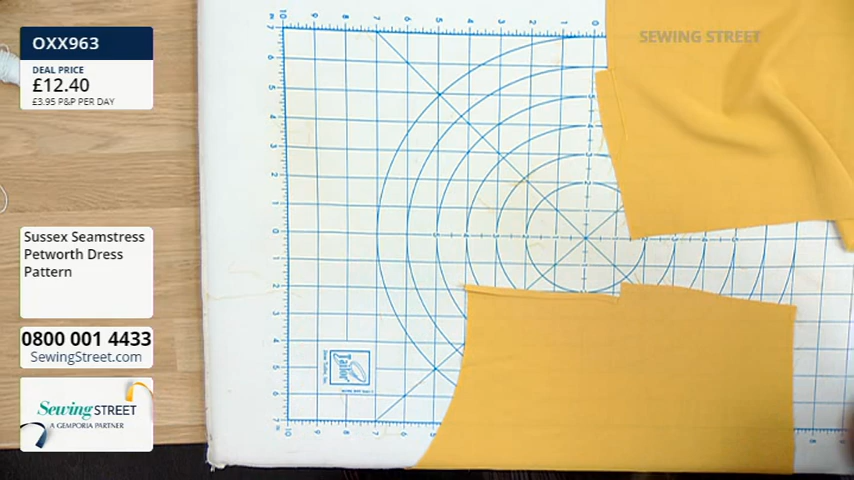 OXX963
DEAL PRICE
£12.40
£3.95 P&P PER DAY
Sussex Seamstress
Petworth Dress
Pattern
0800 001 4433
SewingStreet.com
Sewing STREET
A GEMPORIA PARTNER
SEWING STREET
Tailor